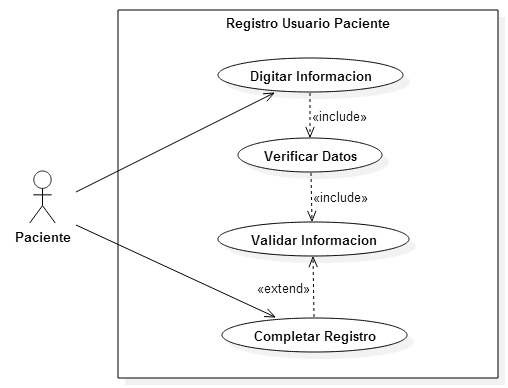 Registro Usuario Paciente
Digitar Informacion
«include»
Verificar Datos
«include»
Validar Informacion
Paciente
«extend»
Completar Registro